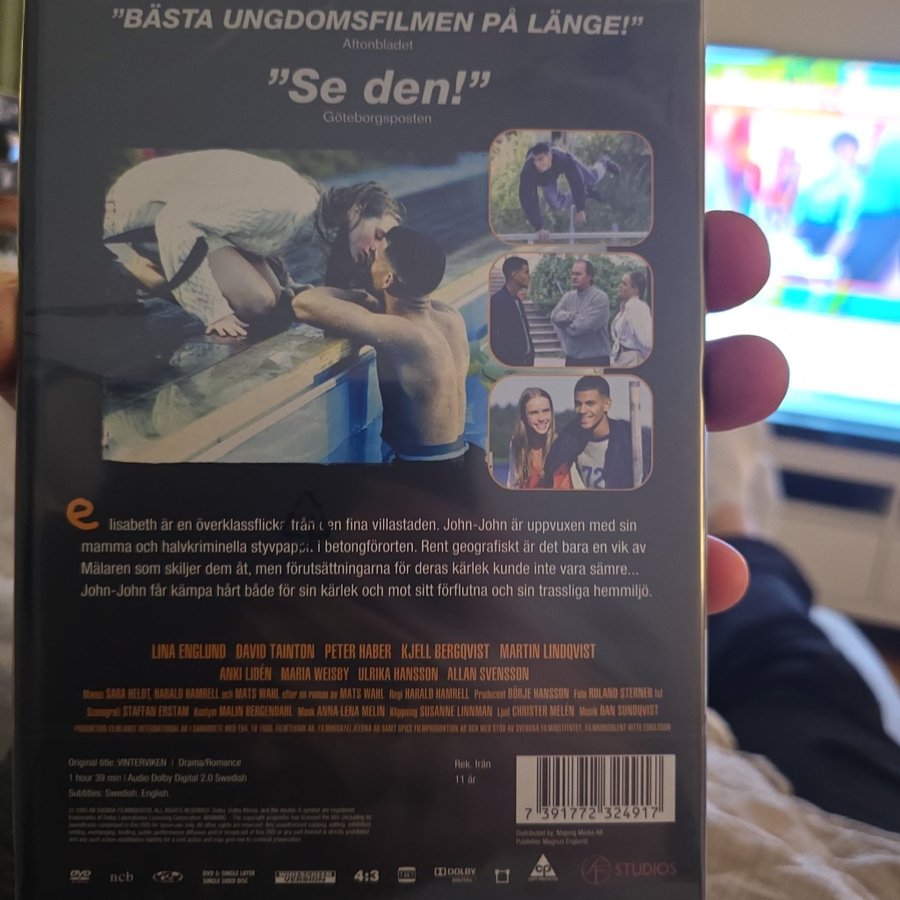 ”BÄSTA UNGDOMSFILMEN PÅ LÄNGE!”
Aftonbladet
”Se den!”
Göteborgsposten
72
elisabeth är en överklassflicka från den fina villastaden. John-John är uppvuxen med sin
mamma och halvkriminella styvpappa i betongförorten. Rent geografiskt är det bara en vik av
Mälaren som skiljer dem åt, men förutsättningarna för deras kärlek kunde inte vara sämre...
John-John får kämpa hårt både för sin kärlek och mot sitt förflutna och sin trassliga hemmiljö.
LINA ENGLUND DAVID TAINTON PETER HABER KJELL BERGQVIST MARTIN LINDQVIST
ANKI LIDÉN MARIA WEISBY ULRIKA HANSSON ALLAN SVENSSON
Manus SARA HELDT, HARALD HAMRELL och MATS WAHL efter en roman av MATS WAHL Regi HARALD HAMRELL Producent BÖRJE HANSSON Foto ROLAND STERNER fsf
Scenografi STAFFAN ERSTAM Kostym MALIN BERGENDAHL Mask ANNA-LENA MELIN Klippning SUSANNE LINNMAN Ljud CHRISTER MELÉN Musik DAN SUNDQVIST
Original title: VINTERVIKEN | Drama/Romance
1 hour 39 min | Audio Dolby Digital 2.0 Swedish
Subtitles: Swedish, English.
Rek. från
11 år
7 391772 324917
Distributed by: Majeng Media AB
Publisher Magnus Englund
DVD ncb DVD 5: SINGLE LAYER
SINGLE SIDED DISC
WIDESCREEN
VERSION
4:3
DOLBY
DIGITAL
SF STUDIOS